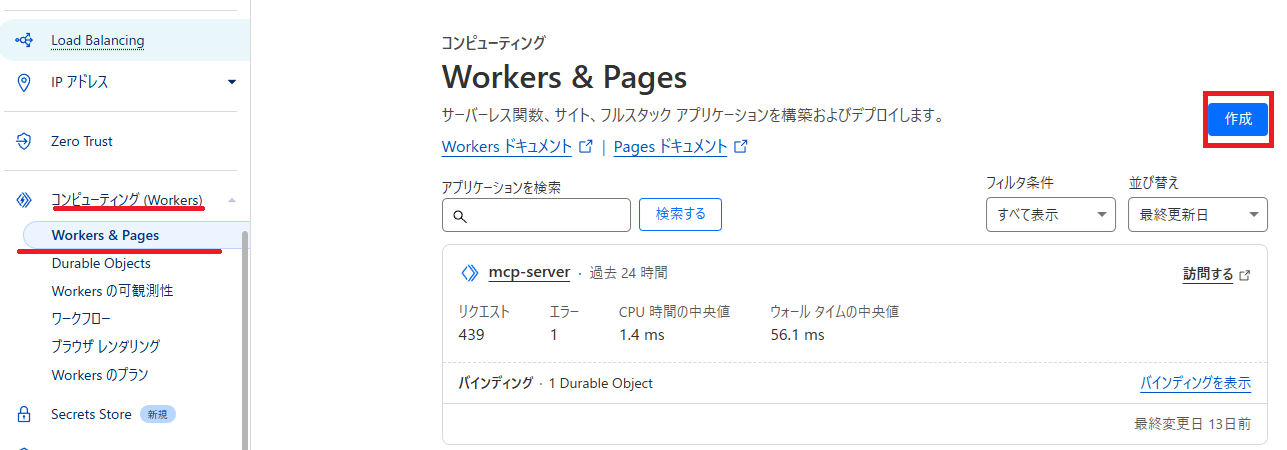 Load Balancing
IP アドレス
Zero Trust
コンピューティング (Workers)
Workers & Pages
Durable Objects
Workers の可観測性
ワークフロー
ブラウザ レンダリング
Workers のプラン
Secrets Store 新規
コンピューティング
Workers & Pages
サーバーレス関数、サイト、フルスタック アプリケーションを構築およびデプロイします。
作成
Workers ドキュメント | Pages ドキュメント
アプリケーションを検索
検索する
フィルタ条件
すべて表示
並び替え
最終更新日
mcp-server · 過去 24 時間
訪問する
リクエスト エラー CPU 時間の中央値 ウォール タイムの中央値
439 1 1.4 ms 56.1 ms
バインディング · 1 Durable Object
バインディングを表示
最終変更日 13日前